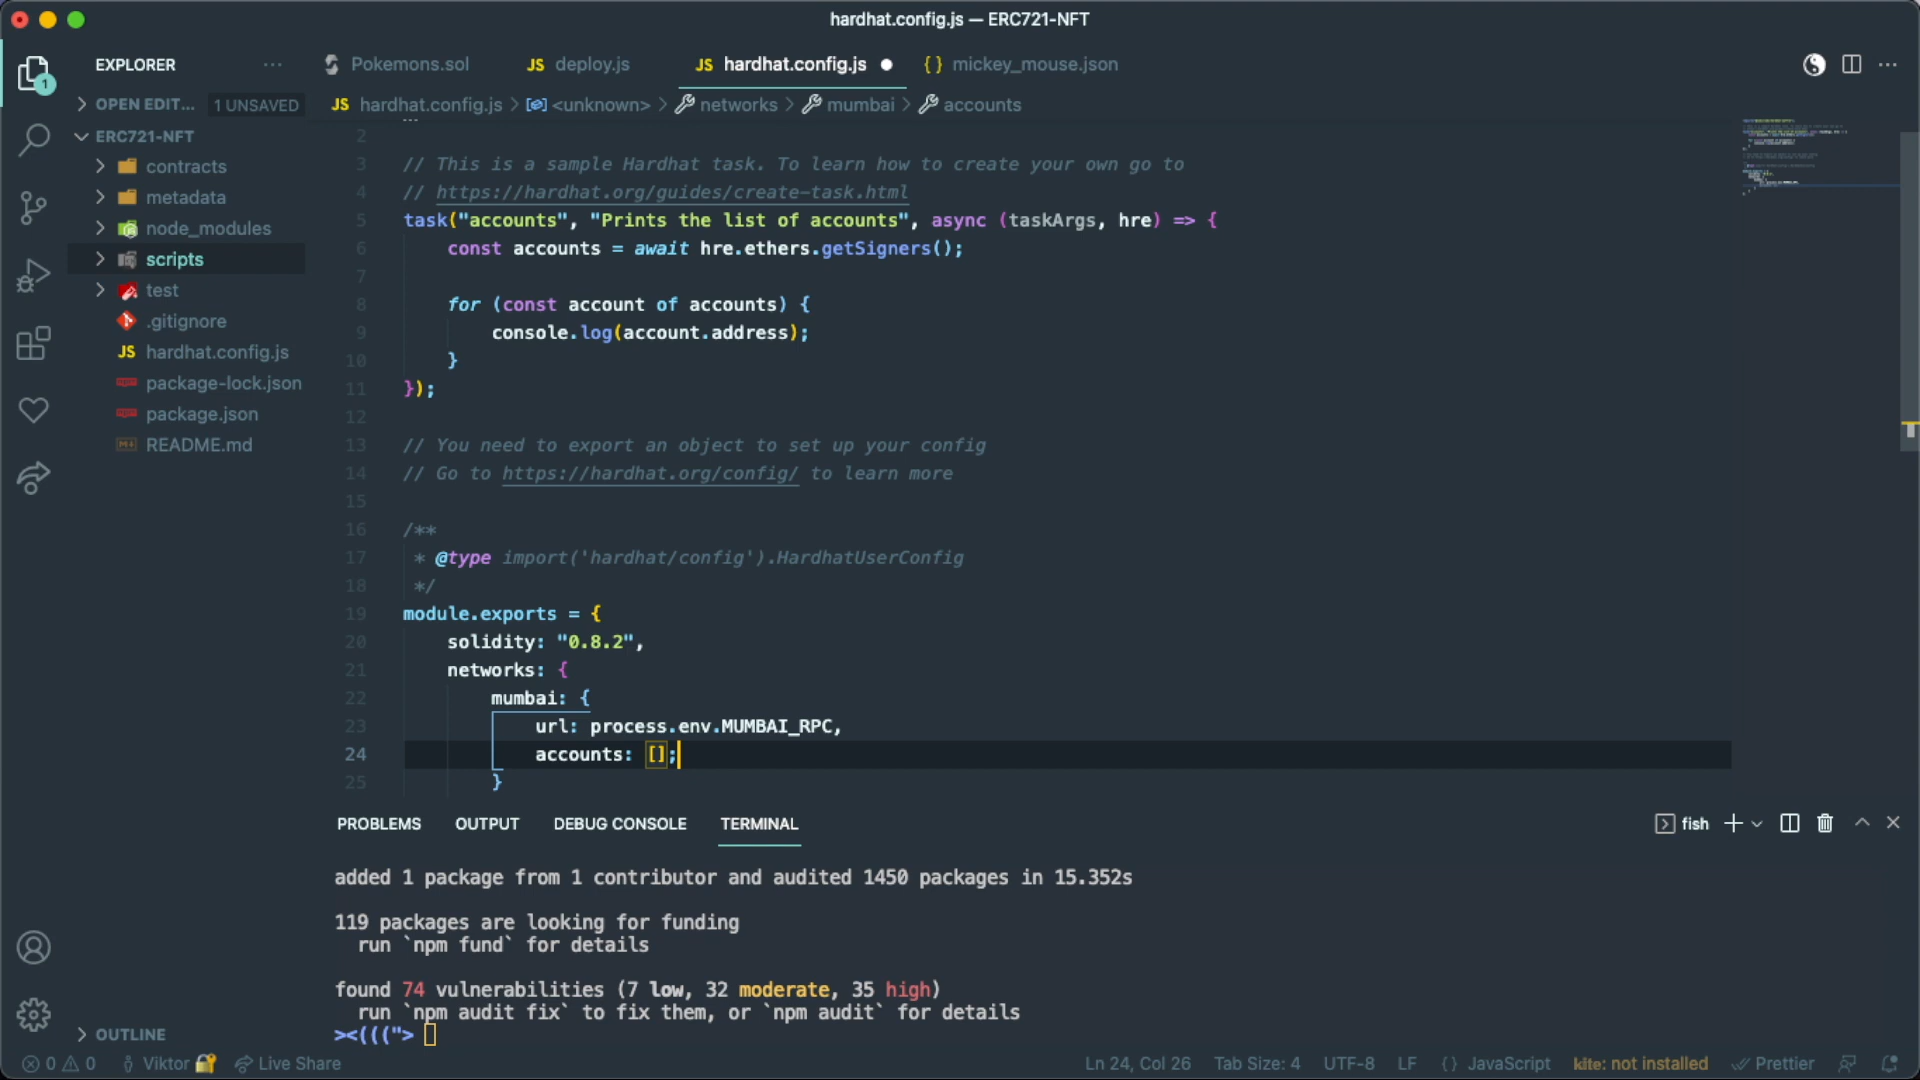 hardhat.config.js — ERC721-NFT
EXPLORER
Pokemons.sol
JS deploy.js
JS hardhat.config.js
{ } mickey_mouse.json
1
OPEN EDIT... 1 UNSAVED
JS hardhat.config.js > <unknown> > networks > mumbai > accounts
ERC721-NFT
contracts
metadata
node_modules
scripts
test
.gitignore
JS hardhat.config.js
package-lock.json
package.json
README.md
OUTLINE
2
3 // This is a sample Hardhat task. To learn how to create your own go to
4 // https://hardhat.org/guides/create-task.html
5 task("accounts", "Prints the list of accounts", async (taskArgs, hre) => {
6 const accounts = await hre.ethers.getSigners();
7
8 for (const account of accounts) {
9 console.log(account.address);
10 }
11 });
12
13 // You need to export an object to set up your config
14 // Go to https://hardhat.org/config/ to learn more
15
16 /**
17 * @type import('hardhat/config').HardhatUserConfig
18 */
19 module.exports = {
20 solidity: "0.8.2",
21 networks: {
22 mumbai: {
23 url: process.env.MUMBAI_RPC,
24 accounts: [];
25 }
PROBLEMS OUTPUT DEBUG CONSOLE TERMINAL
fish
added 1 package from 1 contributor and audited 1450 packages in 15.352s
119 packages are looking for funding
run `npm fund` for details
found 74 vulnerabilities (7 low, 32 moderate, 35 high)
run `npm audit fix` to fix them, or `npm audit` for details
><(((">
0 0 Viktor Live Share
Ln 24, Col 26 Tab Size: 4 UTF-8 LF { } JavaScript kite: not installed Prettier